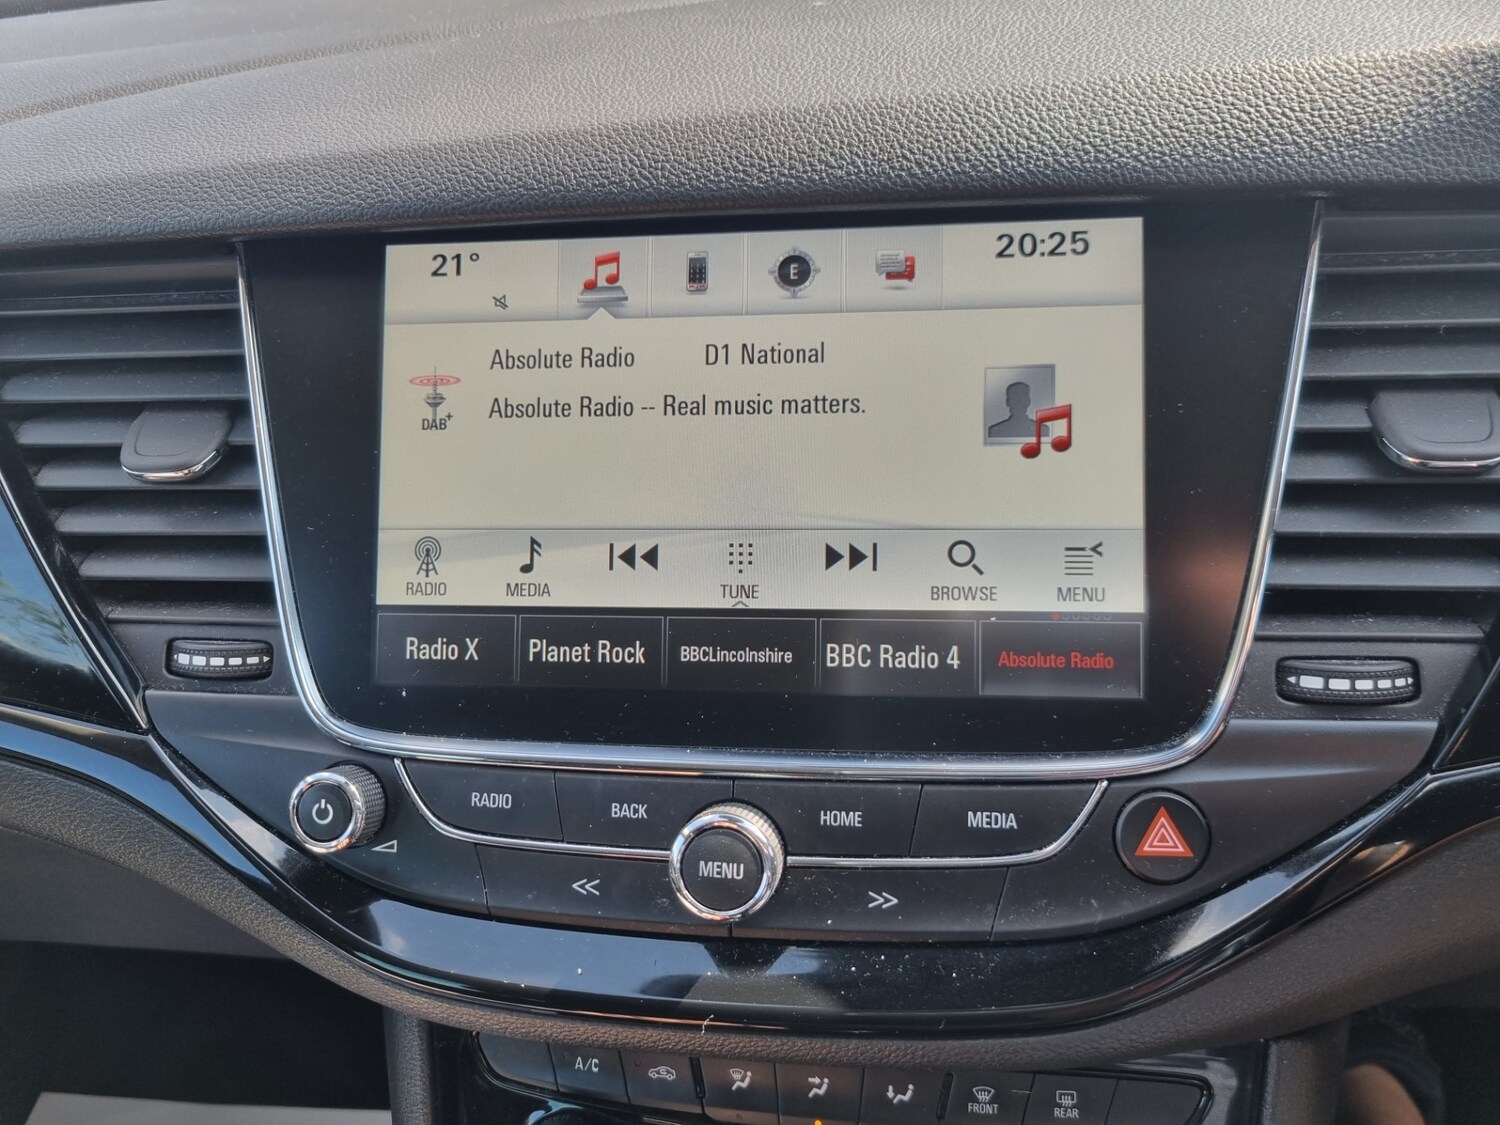 21°
E
20:25
Absolute Radio D1 National
Absolute Radio -- Real music matters.
DAB+
RADIO MEDIA TUNE BROWSE MENU
Radio X Planet Rock BBCLincolnshire BBC Radio 4 Absolute Radio
RADIO BACK HOME MEDIA
MENU
A/C
FRONT REAR